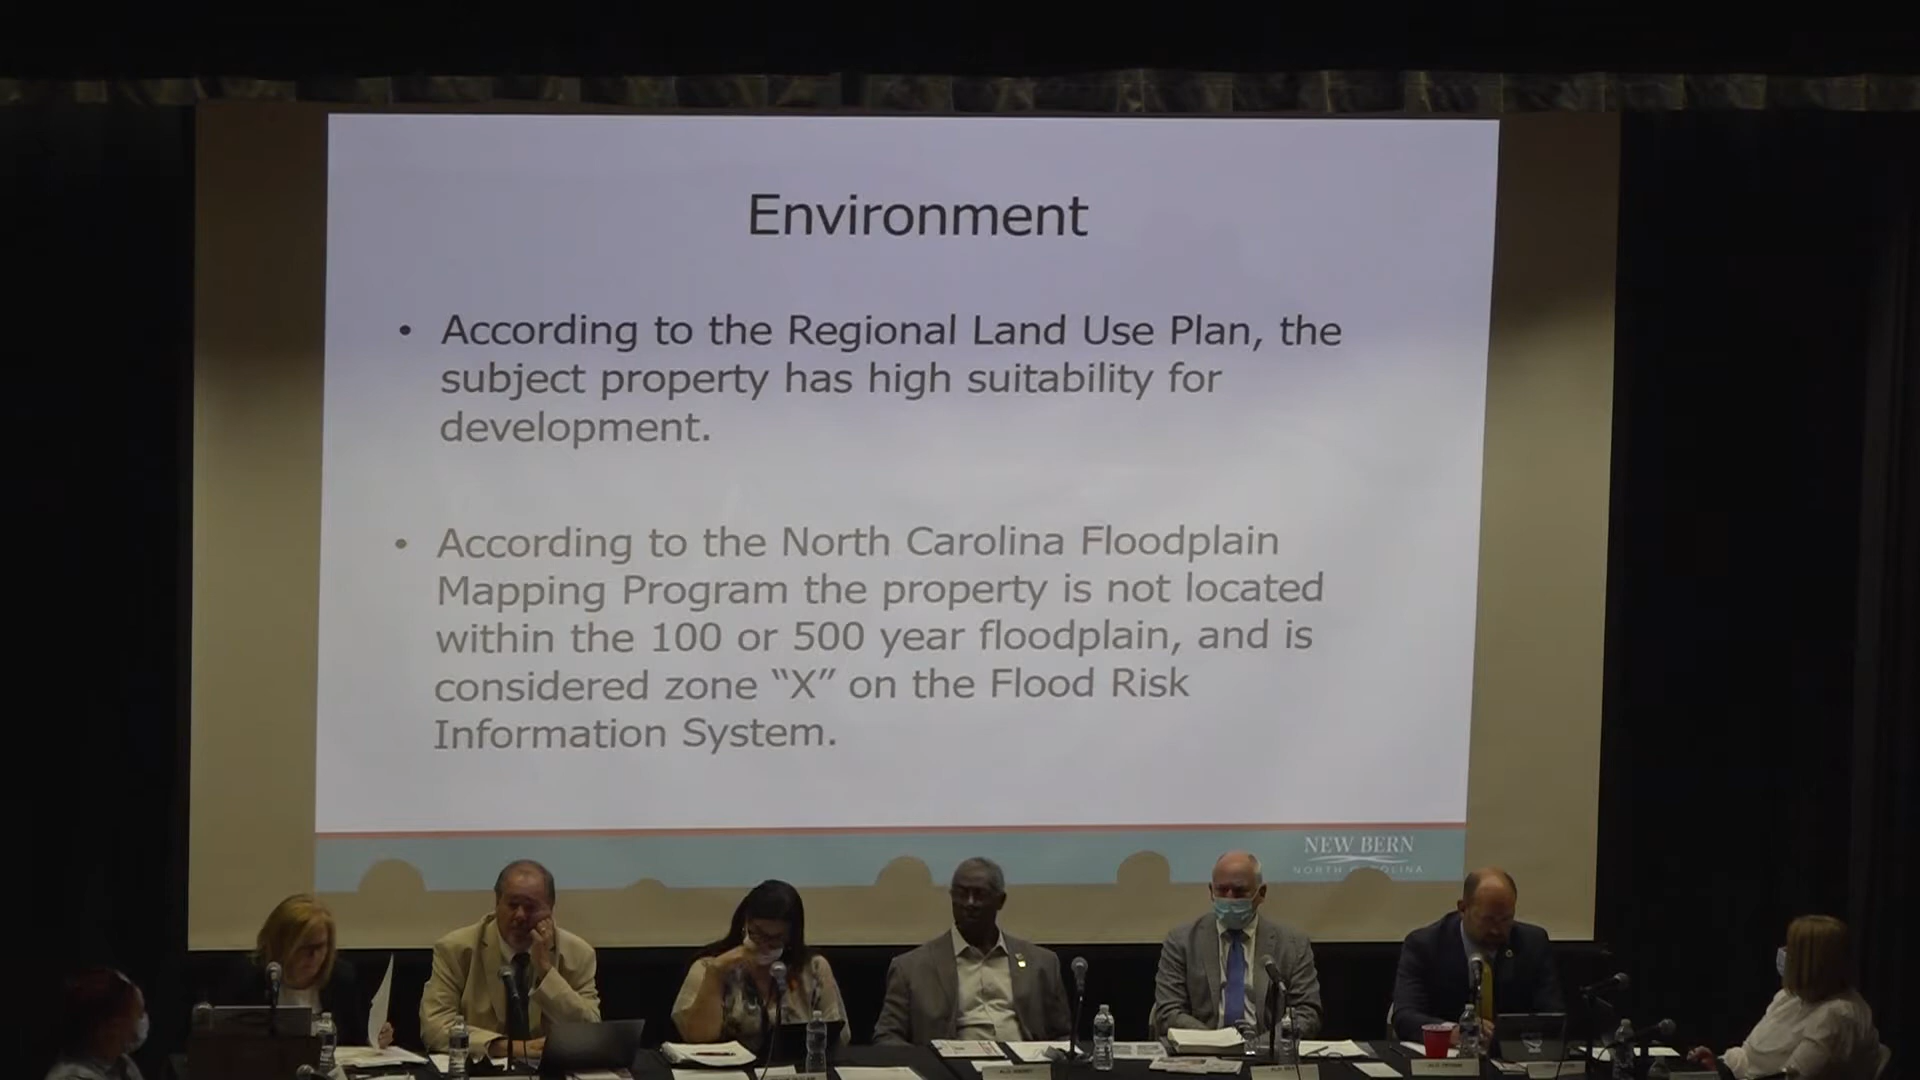 Environment
• According to the Regional Land Use Plan, the
subject property has high suitability for
development.
• According to the North Carolina Floodplain
Mapping Program the property is not located
within the 100 or 500 year floodplain, and is
considered zone “X” on the Flood Risk
Information System.
NEW BERN
NORTH CAROLINA